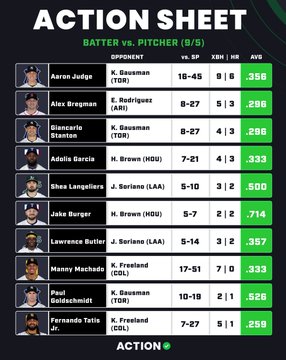 ACTION SHEET
BATTER vs. PITCHER (9/5)
OPPONENT vs. SP XBH | HR AVG
Aaron Judge K. Gausman (TOR) 16-45 9 | 6 .356
Alex Bregman E. Rodriguez (ARI) 8-27 5 | 3 .296
Giancarlo Stanton K. Gausman (TOR) 8-27 4 | 3 .296
Adolis Garcia H. Brown (HOU) 7-21 4 | 3 .333
Shea Langeliers J. Soriano (LAA) 5-10 3 | 2 .500
Jake Burger H. Brown (HOU) 5-7 2 | 2 .714
Lawrence Butler J. Soriano (LAA) 5-14 3 | 2 .357
Manny Machado K. Freeland (COL) 17-51 7 | 0 .333
Paul Goldschmidt K. Gausman (TOR) 10-19 2 | 1 .526
Fernando Tatis Jr. K. Freeland (COL) 7-27 5 | 1 .259
ACTION